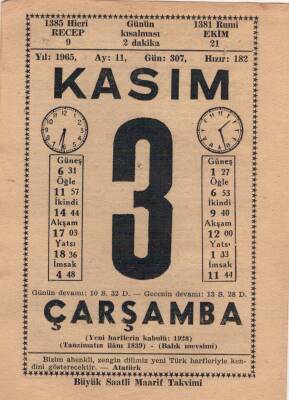 1385 Hicri RECEP 9
Günün kısalması 2 dakika
1381 Rumi EKİM 21
Yıl: 1965, Ay: 11, Gün: 307, Hızır: 182
KASIM
3
Güneş
6 31
Öğle
11 57
İkindi
14 44
Akşam
17 03
Yatsı
18 36
İmsak
4 48
Güneş
1 27
Öğle
6 53
İkindi
9 40
Akşam
12 00
Yatsı
1 33
İmsak
11 44
Günün devamı: 10 S. 32 D. — Gecenin devamı: 13 S. 28 D.
ÇARŞAMBA
(Yeni harflerin kabulü: 1928)
(Tanzimatın ilânı 1839) - (Balık mevsimi)
Bizim ahenkli, zengin dilimiz yeni Türk harfleriyle ken-
dini gösterecektir. — Atatürk
Büyük Saatli Maarif Takvimi